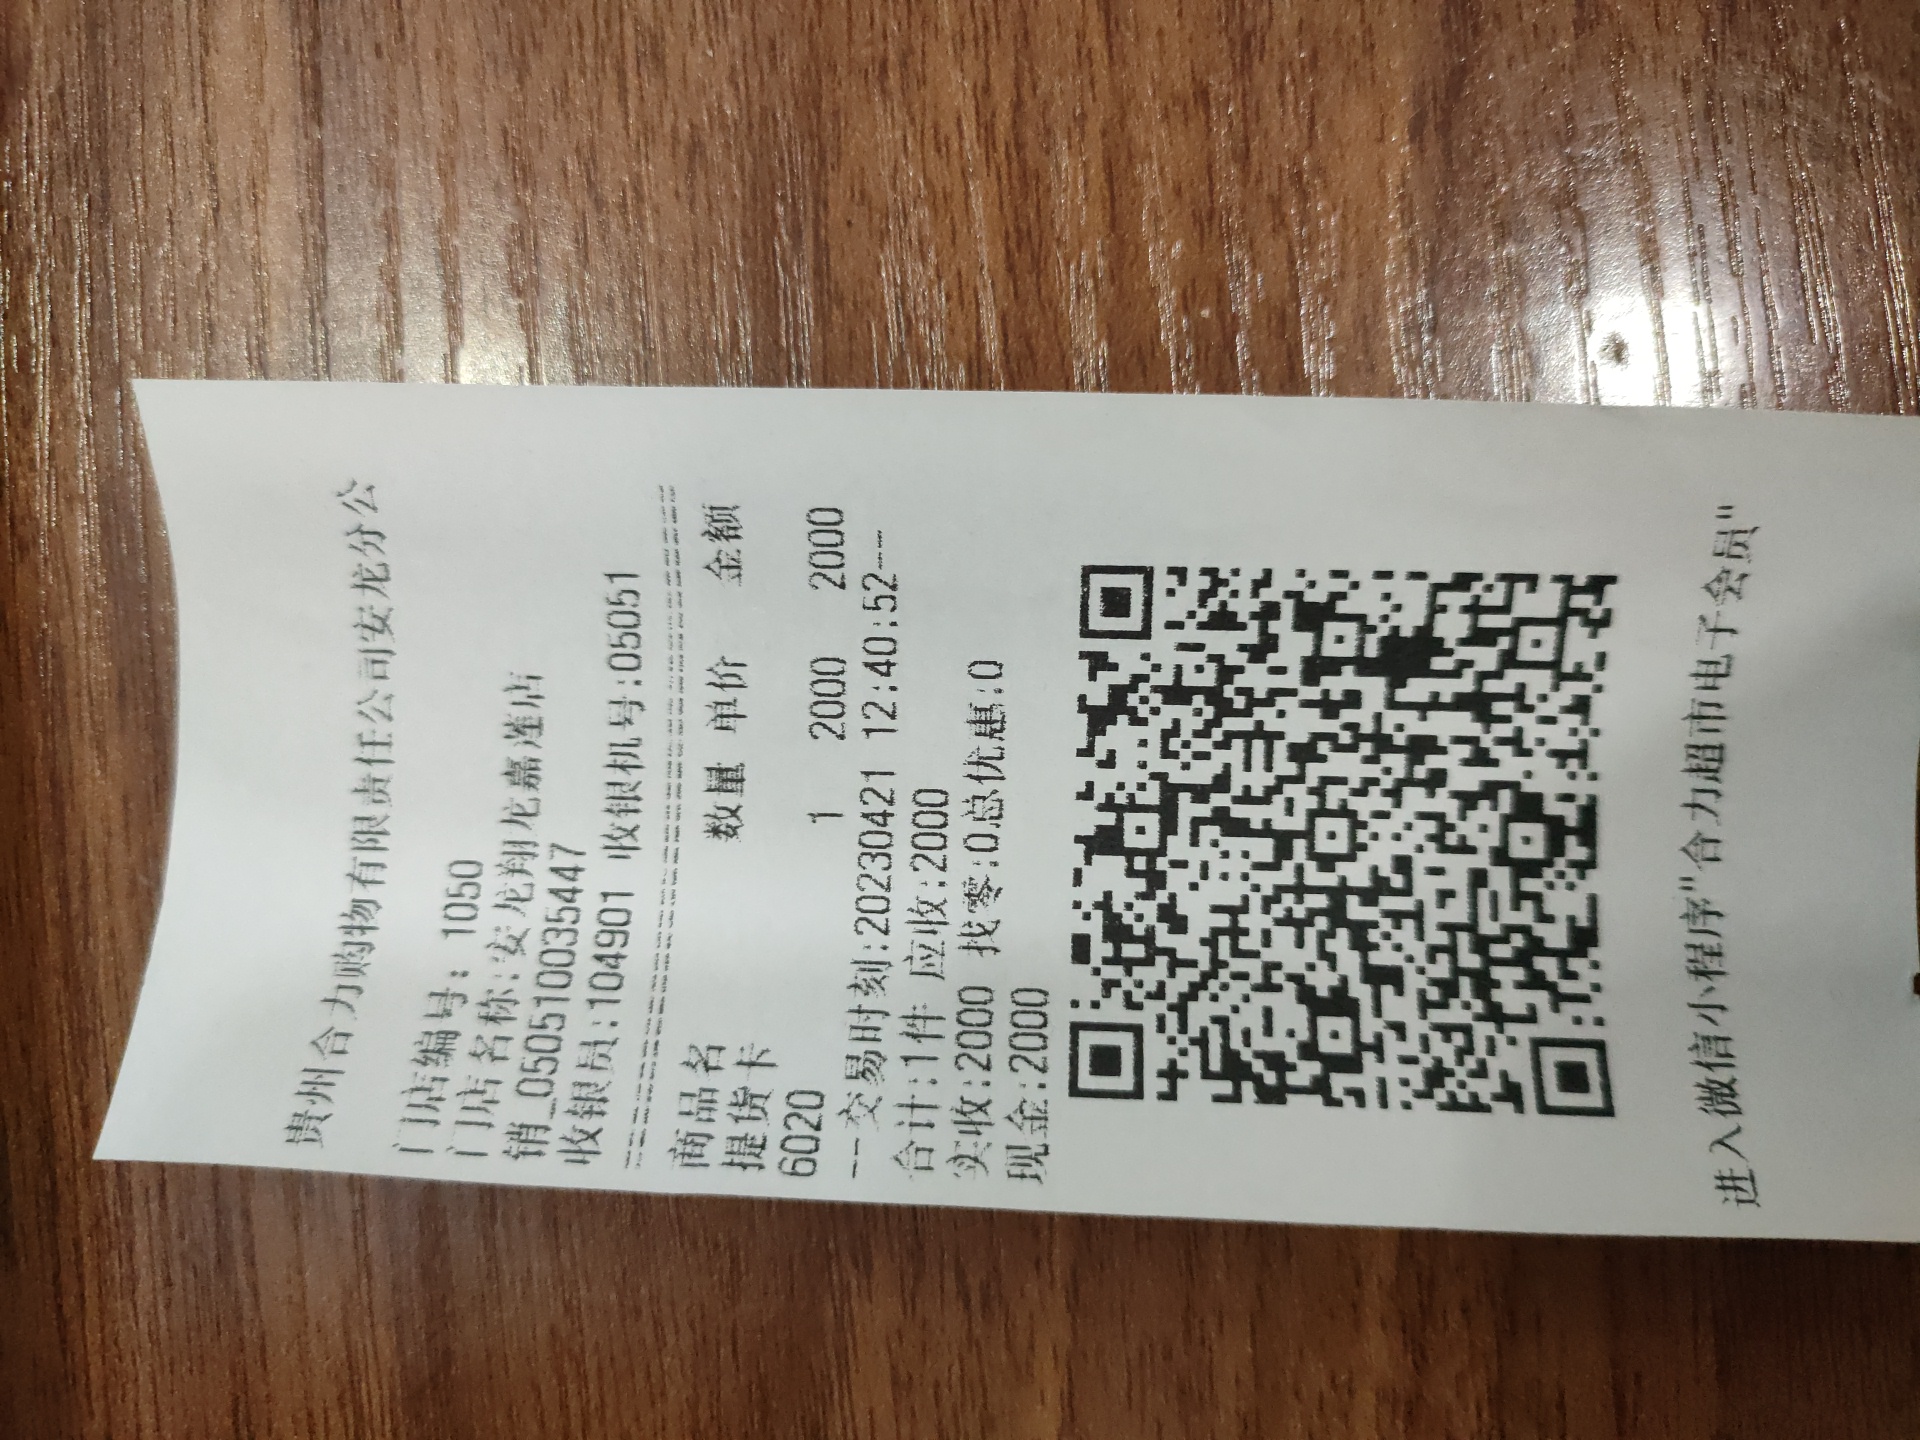 贵州合力购物有限责任公司安龙分公
门店编号: 1050
门店名称:安龙翔龙嘉滙店
销_050510035447
收银员:104901 收银机号:05051
商品名 数量 单价 金额
提货卡
6020 1 2000 2000
--交易时刻:20230421 12:40:52--
合计:1件 应收:2000
实收:2000 找零:0总优惠:0
现金:2000
进入微信小程序"合力超市电子会员"